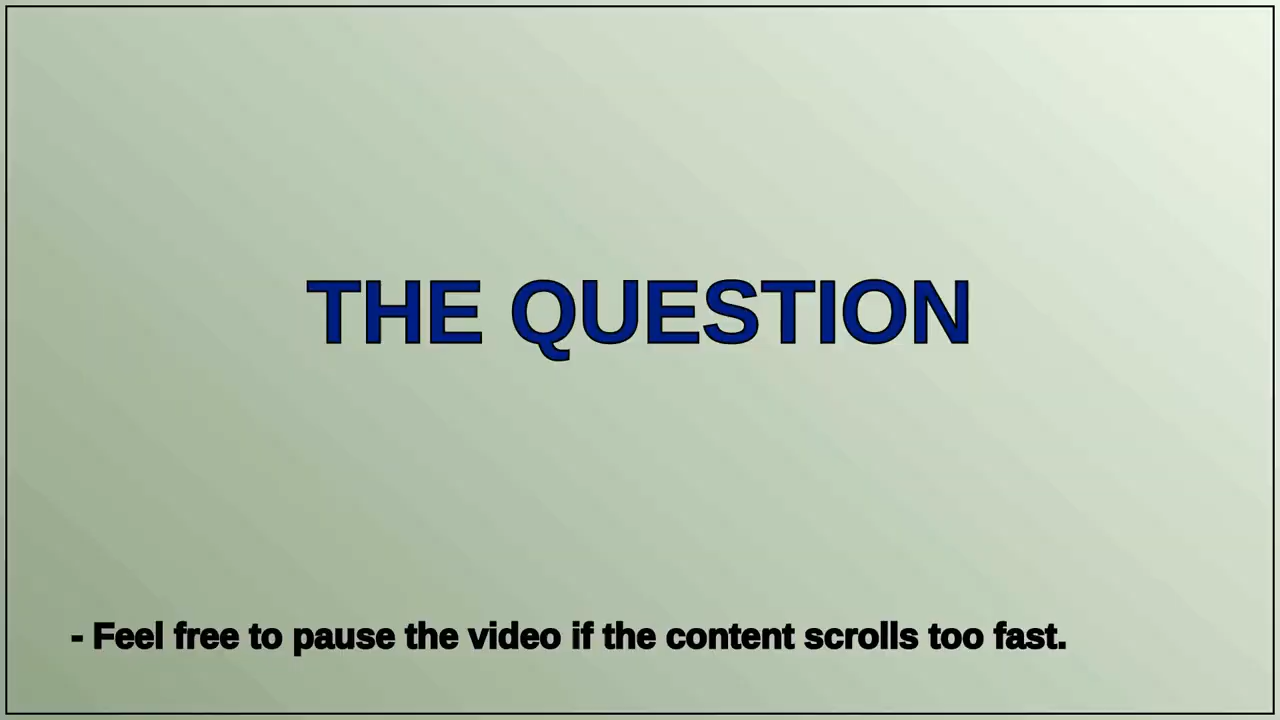 THE QUESTION
- Feel free to pause the video if the content scrolls too fast.